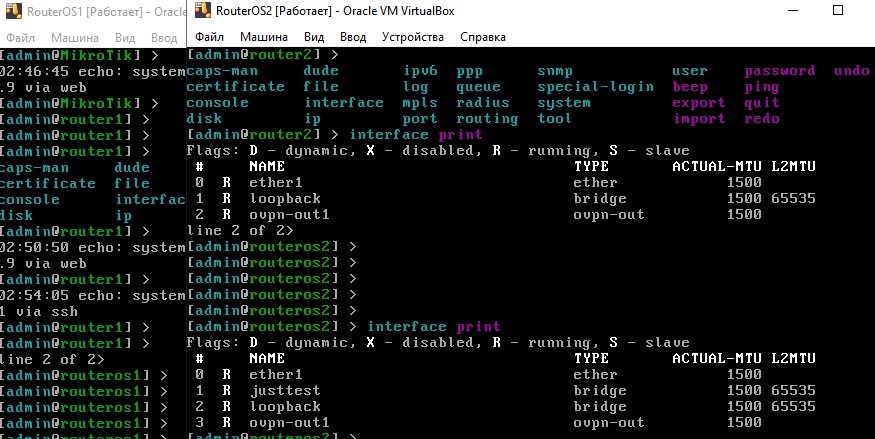 RouterOS1 [Работает] - Oracle
Файл Машина Вид Ввод
[admin@MikroTik] >
02:46:45 echo: system
.9 via web
[admin@MikroTik] >
[admin@router1] >
[admin@router1] >
[admin@router1] >
caps-man dude
certificate file
console interfac
disk ip
[admin@router1] >
02:50:50 echo: system
.9 via web
[admin@router1] >
02:54:05 echo: system
1 via ssh
[admin@router1] >
[admin@router1] >
line 2 of 2>
[admin@routeros1] >
[admin@routeros1] >
[admin@routeros1] >
[admin@routeros1] >
RouterOS2 [Работает] - Oracle VM VirtualBox
Файл Машина Вид Ввод Устройства Справка
[admin@router2] >
caps-man dude ipv6 ppp snmp user password undo
certificate file log queue special-login beep ping
console interface mpls radius system export quit
disk ip port routing tool import redo
[admin@router2] > interface print
Flags: D - dynamic, X - disabled, R - running, S - slave
# NAME TYPE ACTUAL-MTU L2MTU
0 R ether1 ether 1500
1 R loopback bridge 1500 65535
2 R ovpn-out1 ovpn-out 1500
line 2 of 2>
[admin@routeros2] >
[admin@routeros2] >
[admin@routeros2] >
[admin@routeros2] >
[admin@routeros2] > interface print
Flags: D - dynamic, X - disabled, R - running, S - slave
# NAME TYPE ACTUAL-MTU L2MTU
0 R ether1 ether 1500
1 R justtest bridge 1500 65535
2 R loopback bridge 1500 65535
3 R ovpn-out1 ovpn-out 1500
[admin@routeros2] >